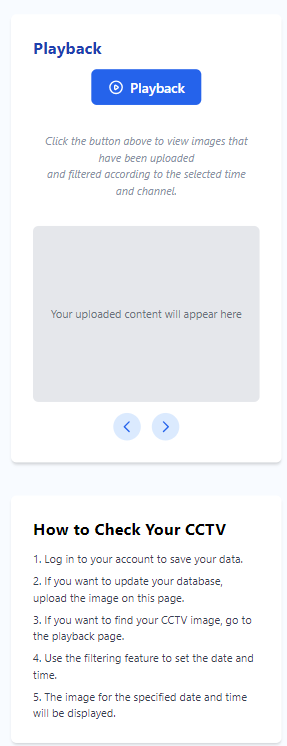 Playback
Playback
Click the button above to view images that
have been uploaded
and filtered according to the selected time
and channel.
Your uploaded content will appear here
How to Check Your CCTV
1. Log in to your account to save your data.
2. If you want to update your database,
upload the image on this page.
3. If you want to find your CCTV image, go to
the playback page.
4. Use the filtering feature to set the date and
time.
5. The image for the specified date and time
will be displayed.